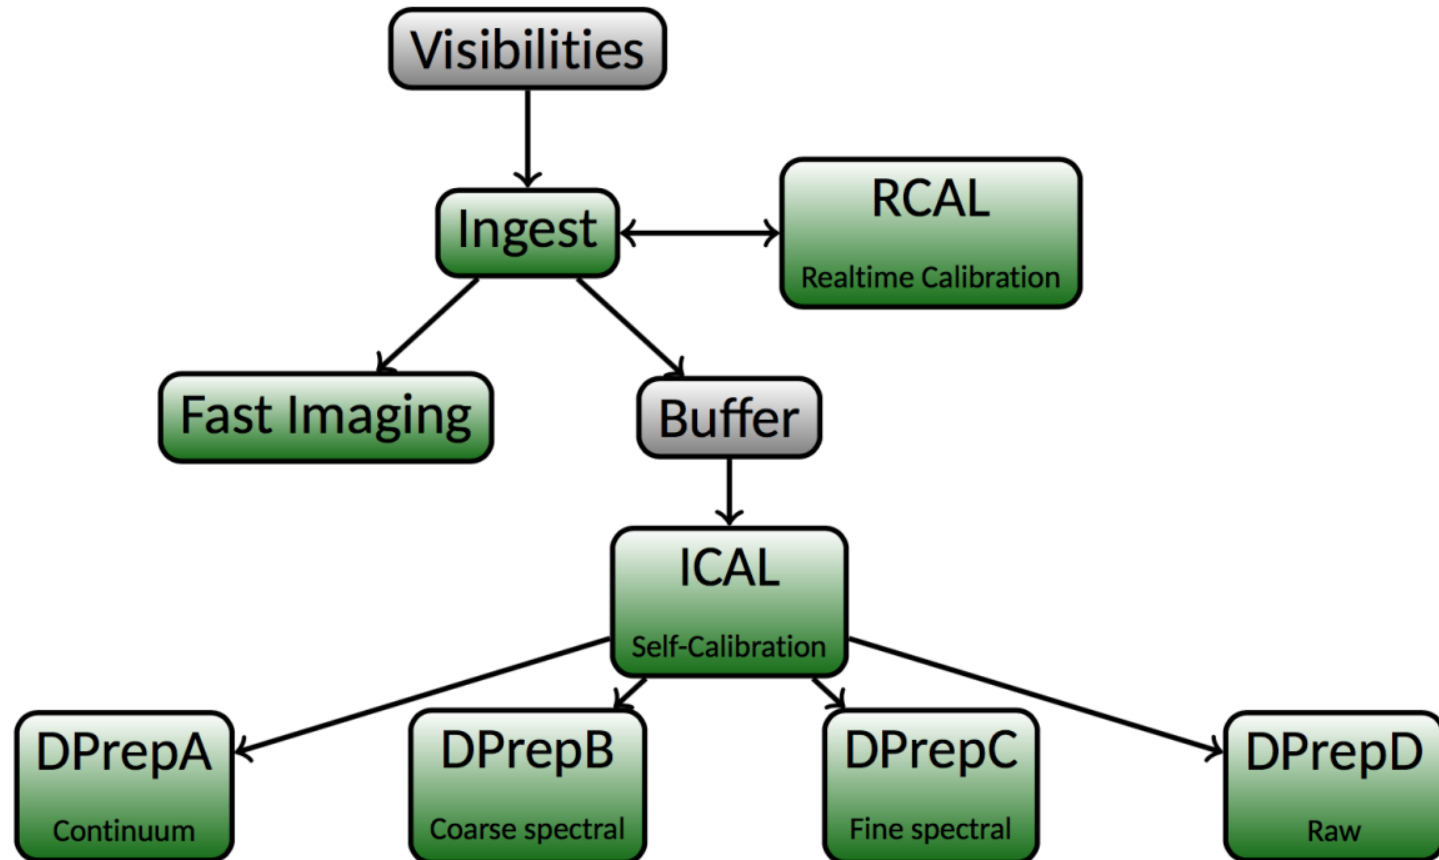 Visibilities
Ingest
RCAL
Realtime Calibration
Fast Imaging
Buffer
ICAL
Self-Calibration
DPrepA
Continuum
DPrepB
Coarse spectral
DPrepC
Fine spectral
DPrepD
Raw